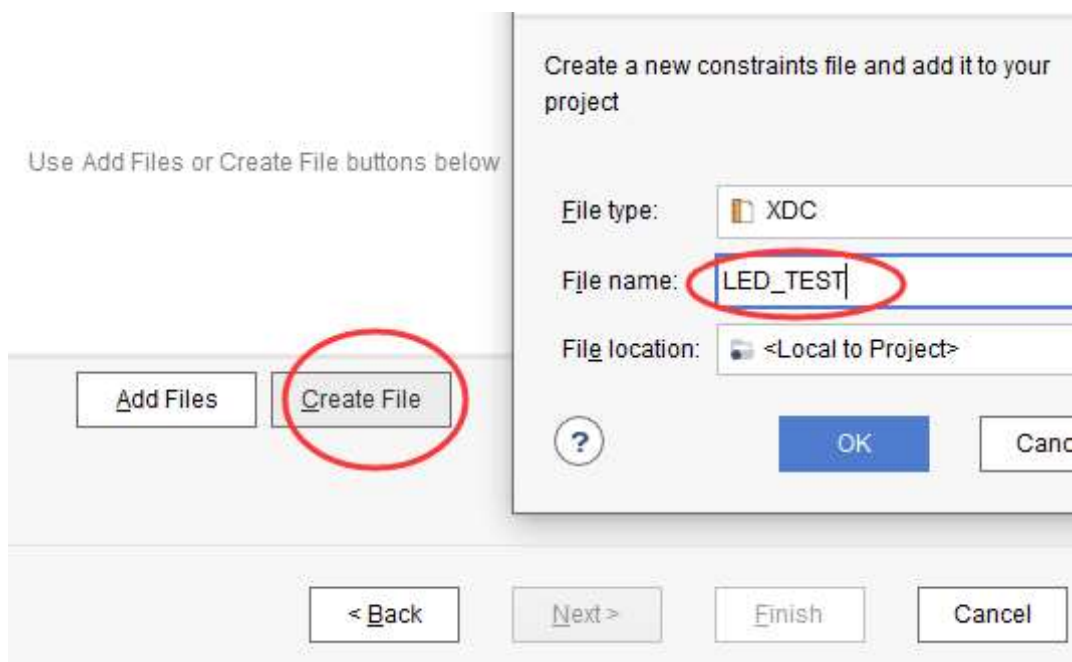 Create a new constraints file and add it to your
project
Use Add Files or Create File buttons below
File type:
XDC
File name:
LED_TEST
File location:
<Local to Project>
Add Files
Create File
?
OK
Canc
< Back
Next >
Finish
Cancel